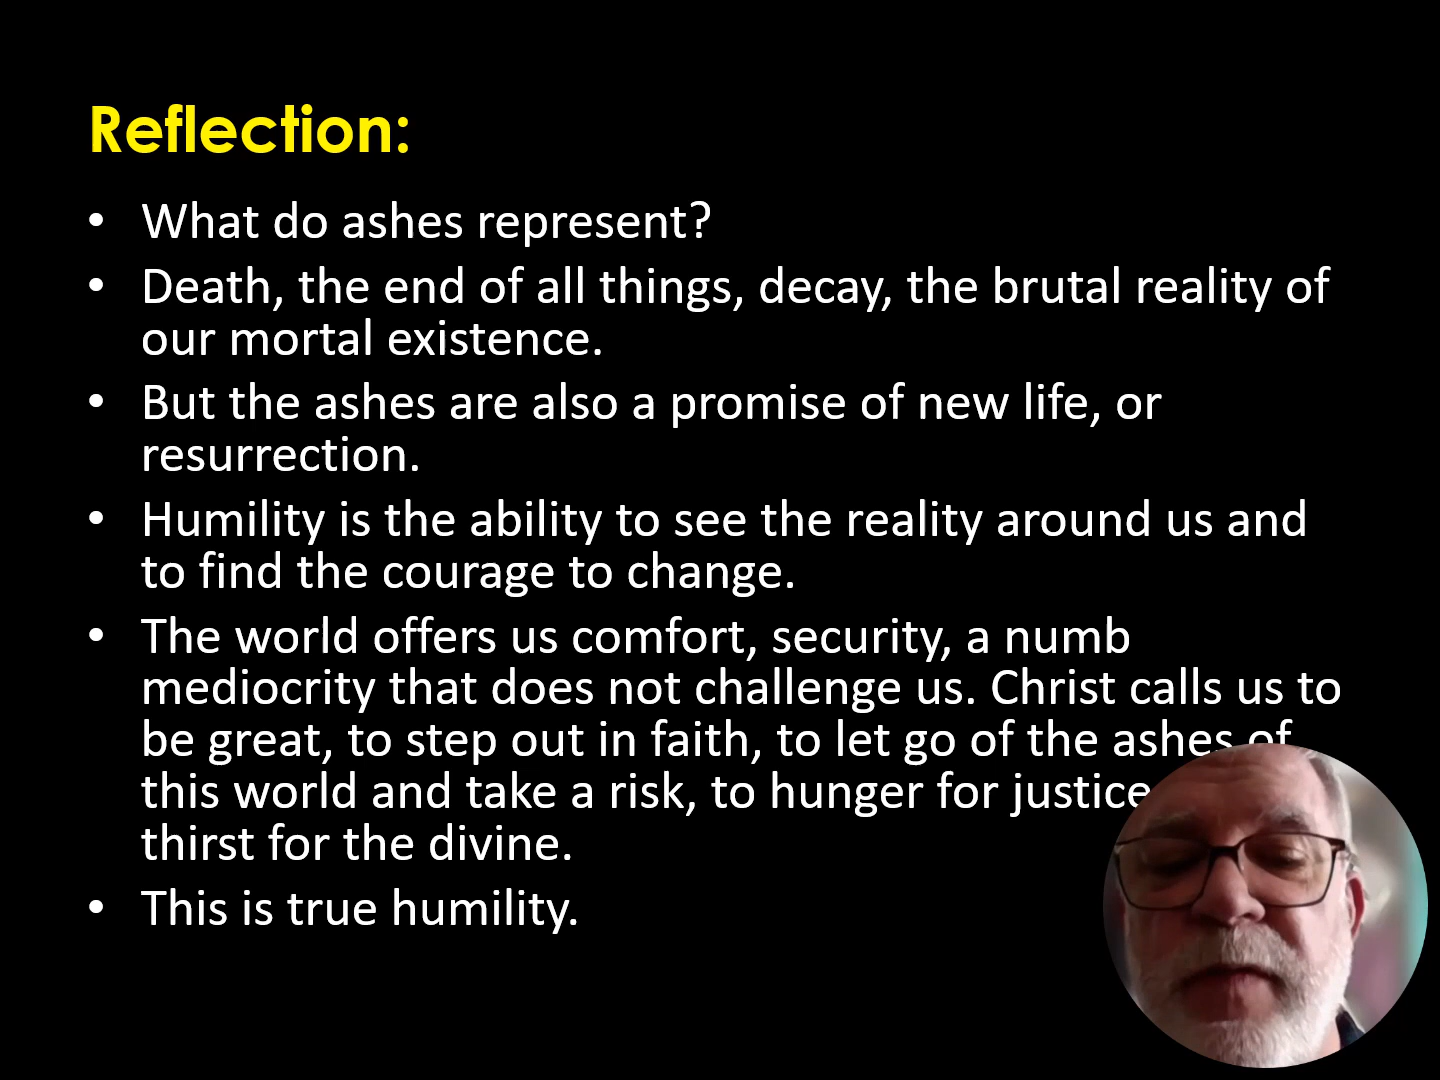 Reflection:
• What do ashes represent?
• Death, the end of all things, decay, the brutal reality of
our mortal existence.
• But the ashes are also a promise of new life, or
resurrection.
• Humility is the ability to see the reality around us and
to find the courage to change.
• The world offers us comfort, security, a numb
mediocrity that does not challenge us. Christ calls us to
be great, to step out in faith, to let go of the ashes of
this world and take a risk, to hunger for justice
thirst for the divine.
• This is true humility.